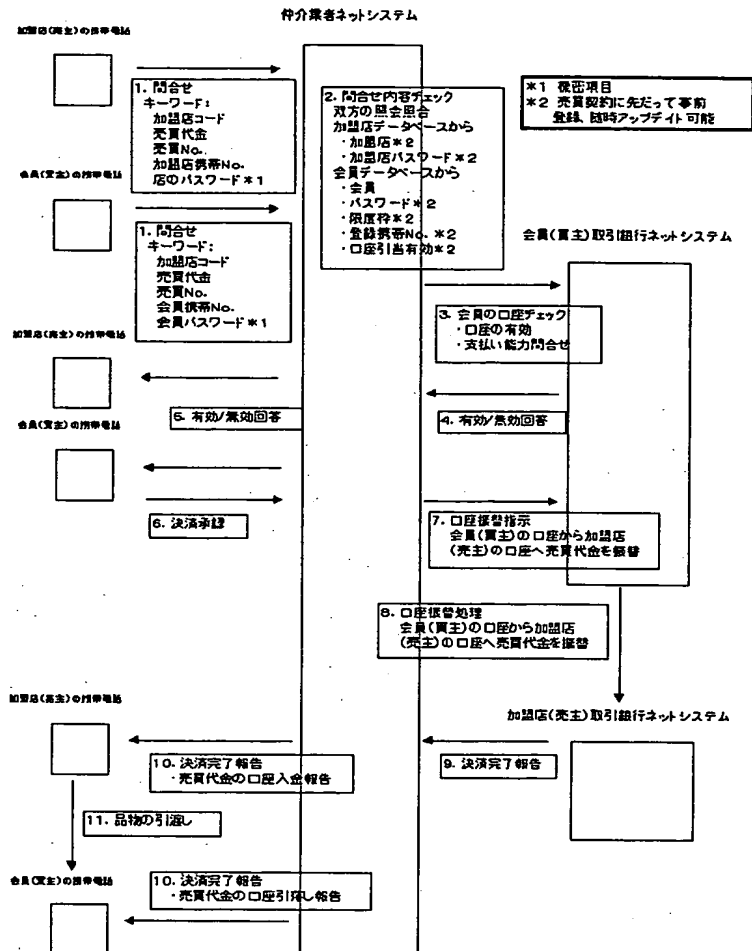 仲介業者ネットシステム
加盟店(売主)の携帯電話
1. 問合せ
キーワード:
加盟店コード
売買代金
売買No.
加盟店携帯No.
店のパスワード*1
2. 問合せ内容チェック
双方の照会照合
加盟店データベースから
・加盟店*2
・加盟店パスワード*2
会員データベースから
・会員
・パスワード*2
・限度枠*2
・登録携帯No.*2
・口座引当有効*2
*1 機密項目
*2 売買契約に先だって事前
登録、随時アップデイト可能
会員(買主)の携帯電話
1. 問合せ
キーワード:
加盟店コード
売買代金
売買No.
会員携帯No.
会員パスワード*1
会員(買主)取引銀行ネットシステム
3. 会員の口座チェック
・口座の有効
・支払い能力問合せ
加盟店(売主)の携帯電話
5. 有効/無効回答
4. 有効/無効回答
会員(買主)の携帯電話
6. 決済承認
7. 口座振替指示
会員(買主)の口座から加盟店
(売主)の口座へ売買代金を振替
8. 口座振替処理
会員(買主)の口座から加盟店
(売主)の口座へ売買代金を振替
加盟店(売主)の携帯電話
加盟店(売主)取引銀行ネットシステム
10. 決済完了報告
・売買代金の口座入金報告
9. 決済完了報告
11. 品物の引渡し
会員(買主)の携帯電話
10. 決済完了報告
・売買代金の口座引落し報告